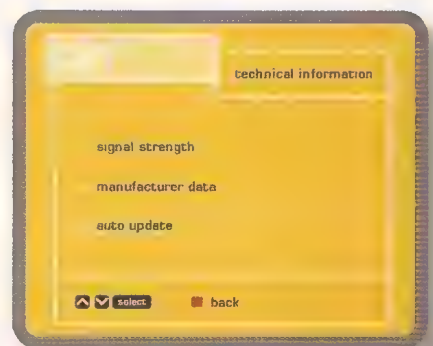 technical information
signal strength
manufacturer data
auto update
select back